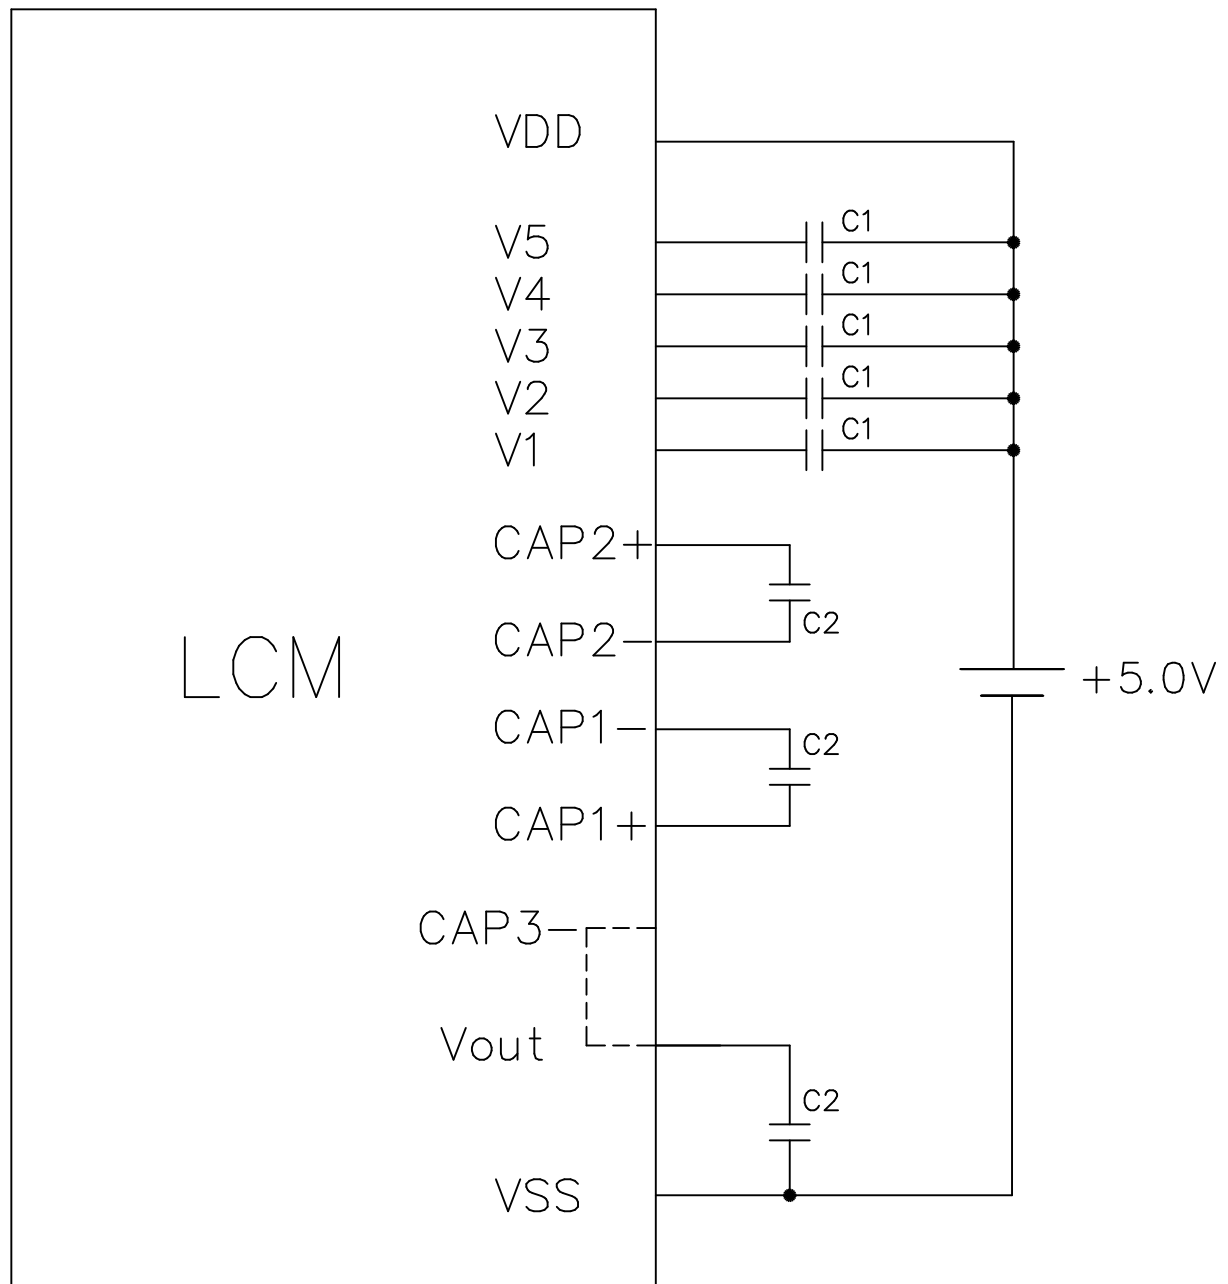 VDD
V5
C1
V4
C1
V3
C1
V2
C1
V1
C1
CAP2+
CAP2-
C2
LCM
+5.0V
CAP1-
C2
CAP1+
CAP3-
Vout
C2
VSS